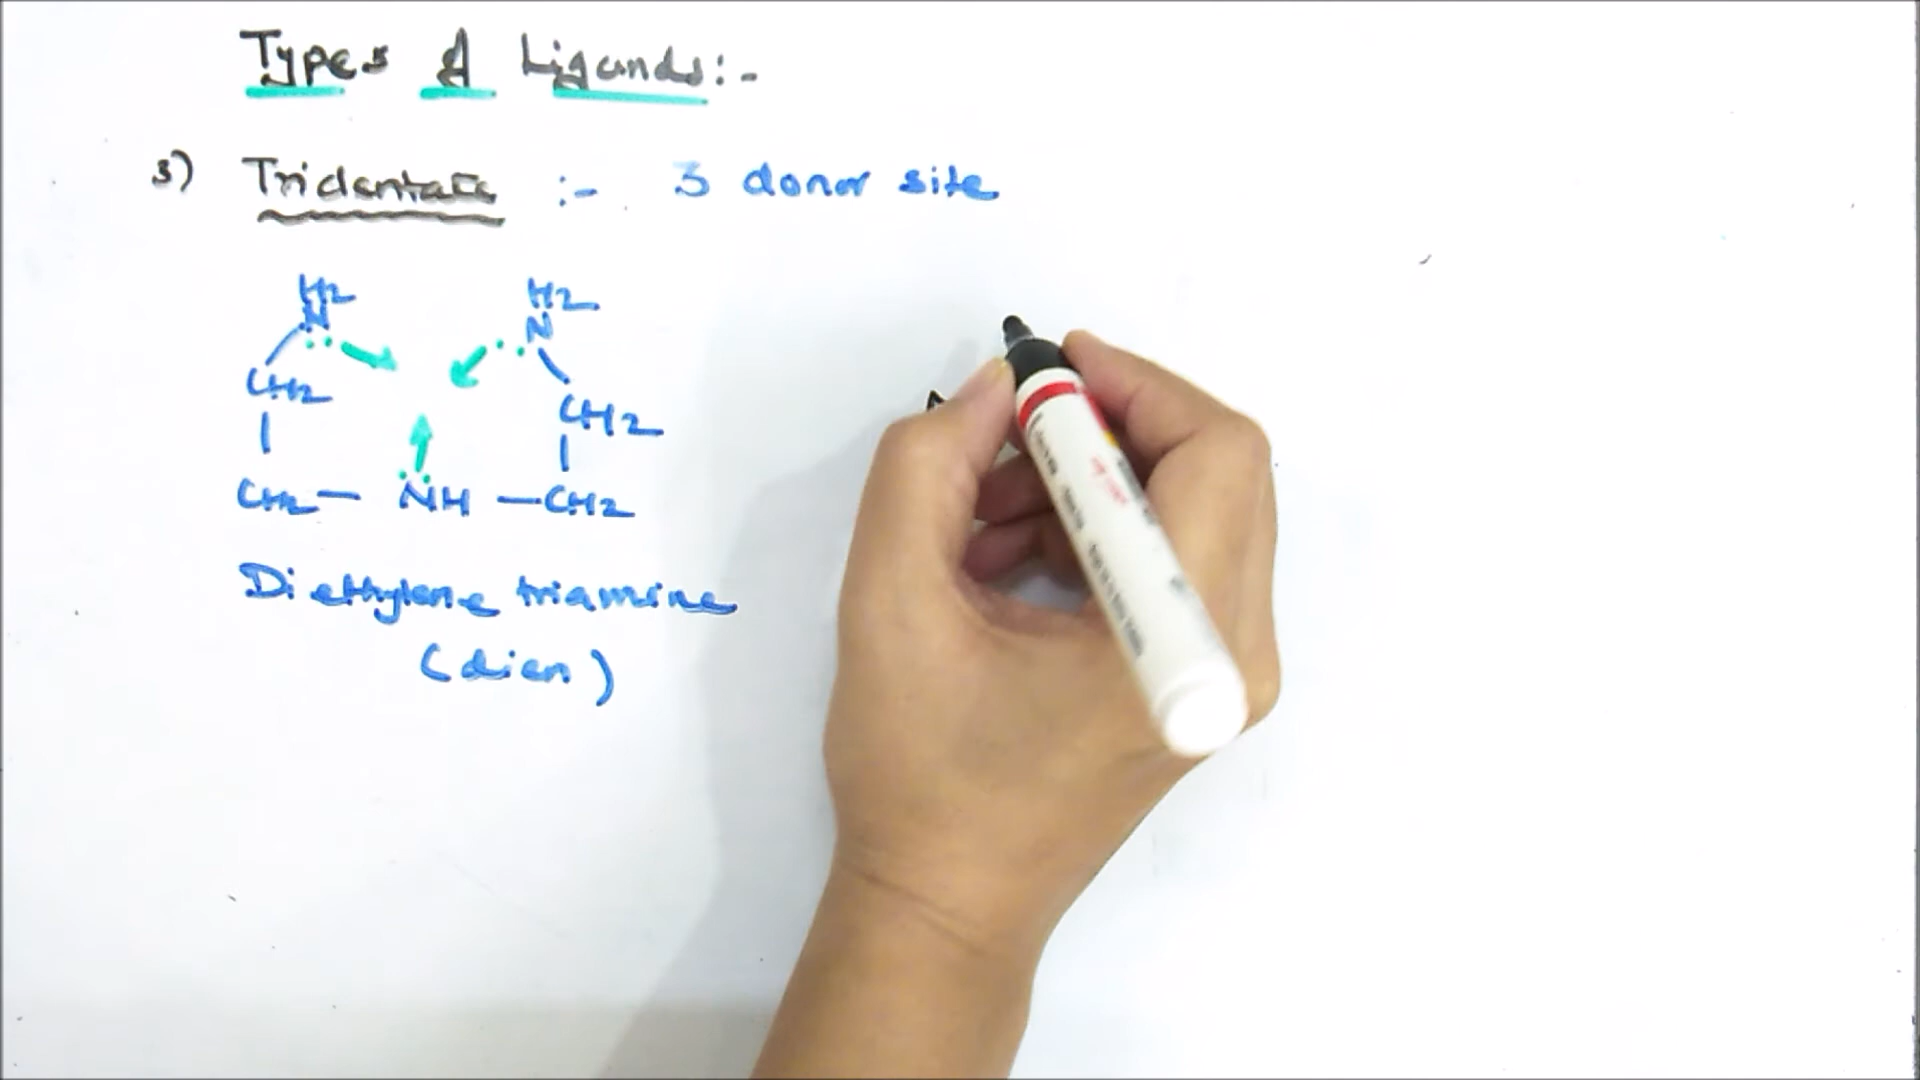 Types of Ligands:-
3) Tridentate :- 3 donor site
H2 H2
N N
CH2 CH2
CH2 — NH — CH2
Diethylene triamine
(dien)